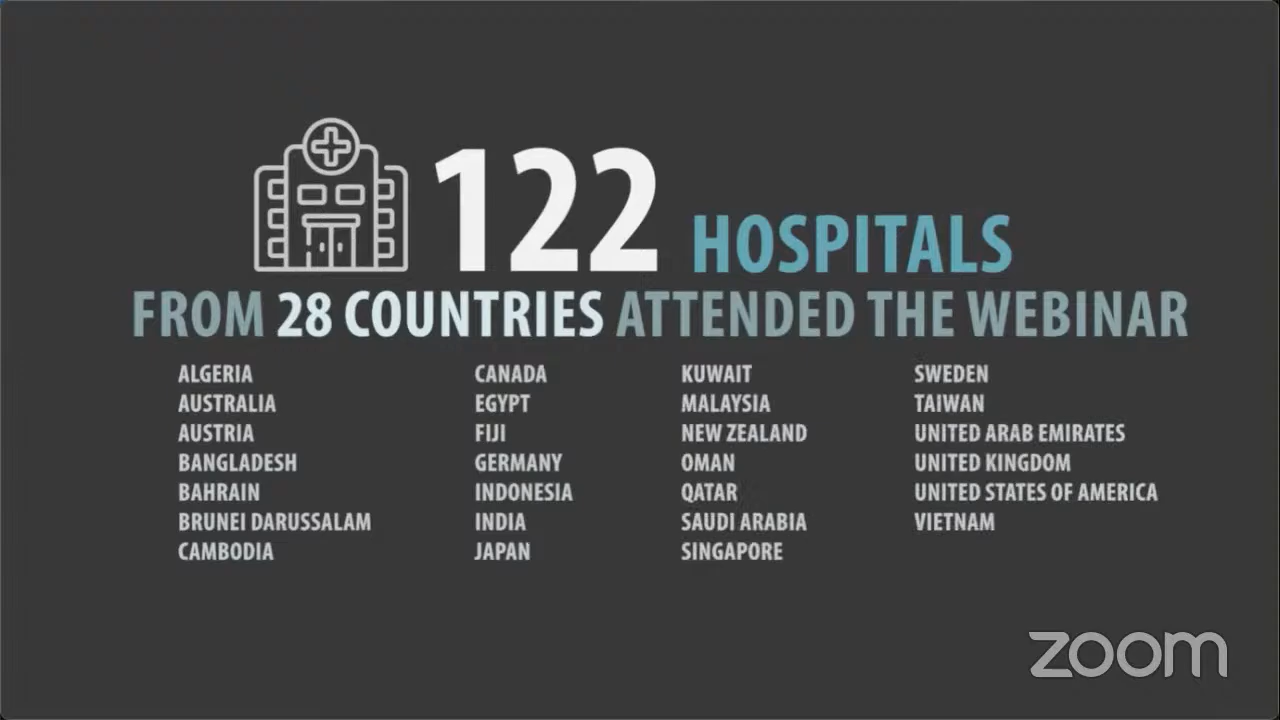 122 HOSPITALS
FROM 28 COUNTRIES ATTENDED THE WEBINAR
ALGERIA
AUSTRALIA
AUSTRIA
BANGLADESH
BAHRAIN
BRUNEI DARUSSALAM
CAMBODIA
CANADA
EGYPT
FIJI
GERMANY
INDONESIA
INDIA
JAPAN
KUWAIT
MALAYSIA
NEW ZEALAND
OMAN
QATAR
SAUDI ARABIA
SINGAPORE
SWEDEN
TAIWAN
UNITED ARAB EMIRATES
UNITED KINGDOM
UNITED STATES OF AMERICA
VIETNAM
zoom